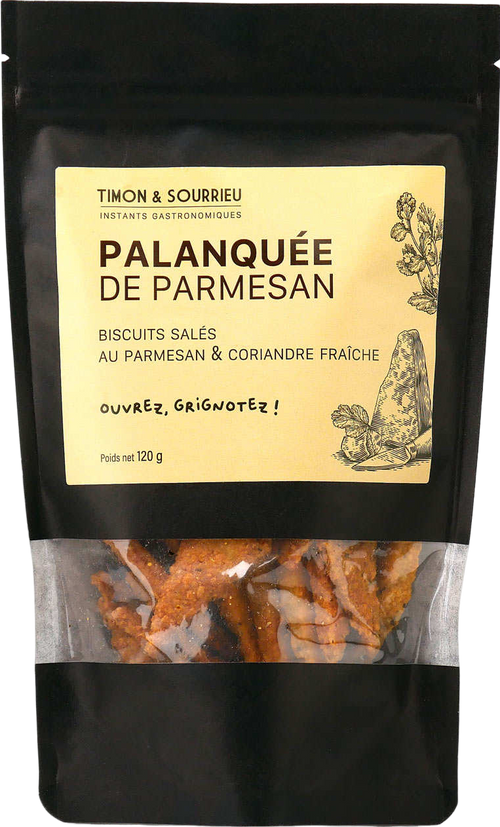 TIMON & SOURRIEU
INSTANTS GASTRONOMIQUES
PALANQUÉE
DE PARMESAN
BISCUITS SALÉS
AU PARMESAN & CORIANDRE FRAÎCHE
OUVREZ, GRIGNOTEZ !
Poids net 120 g